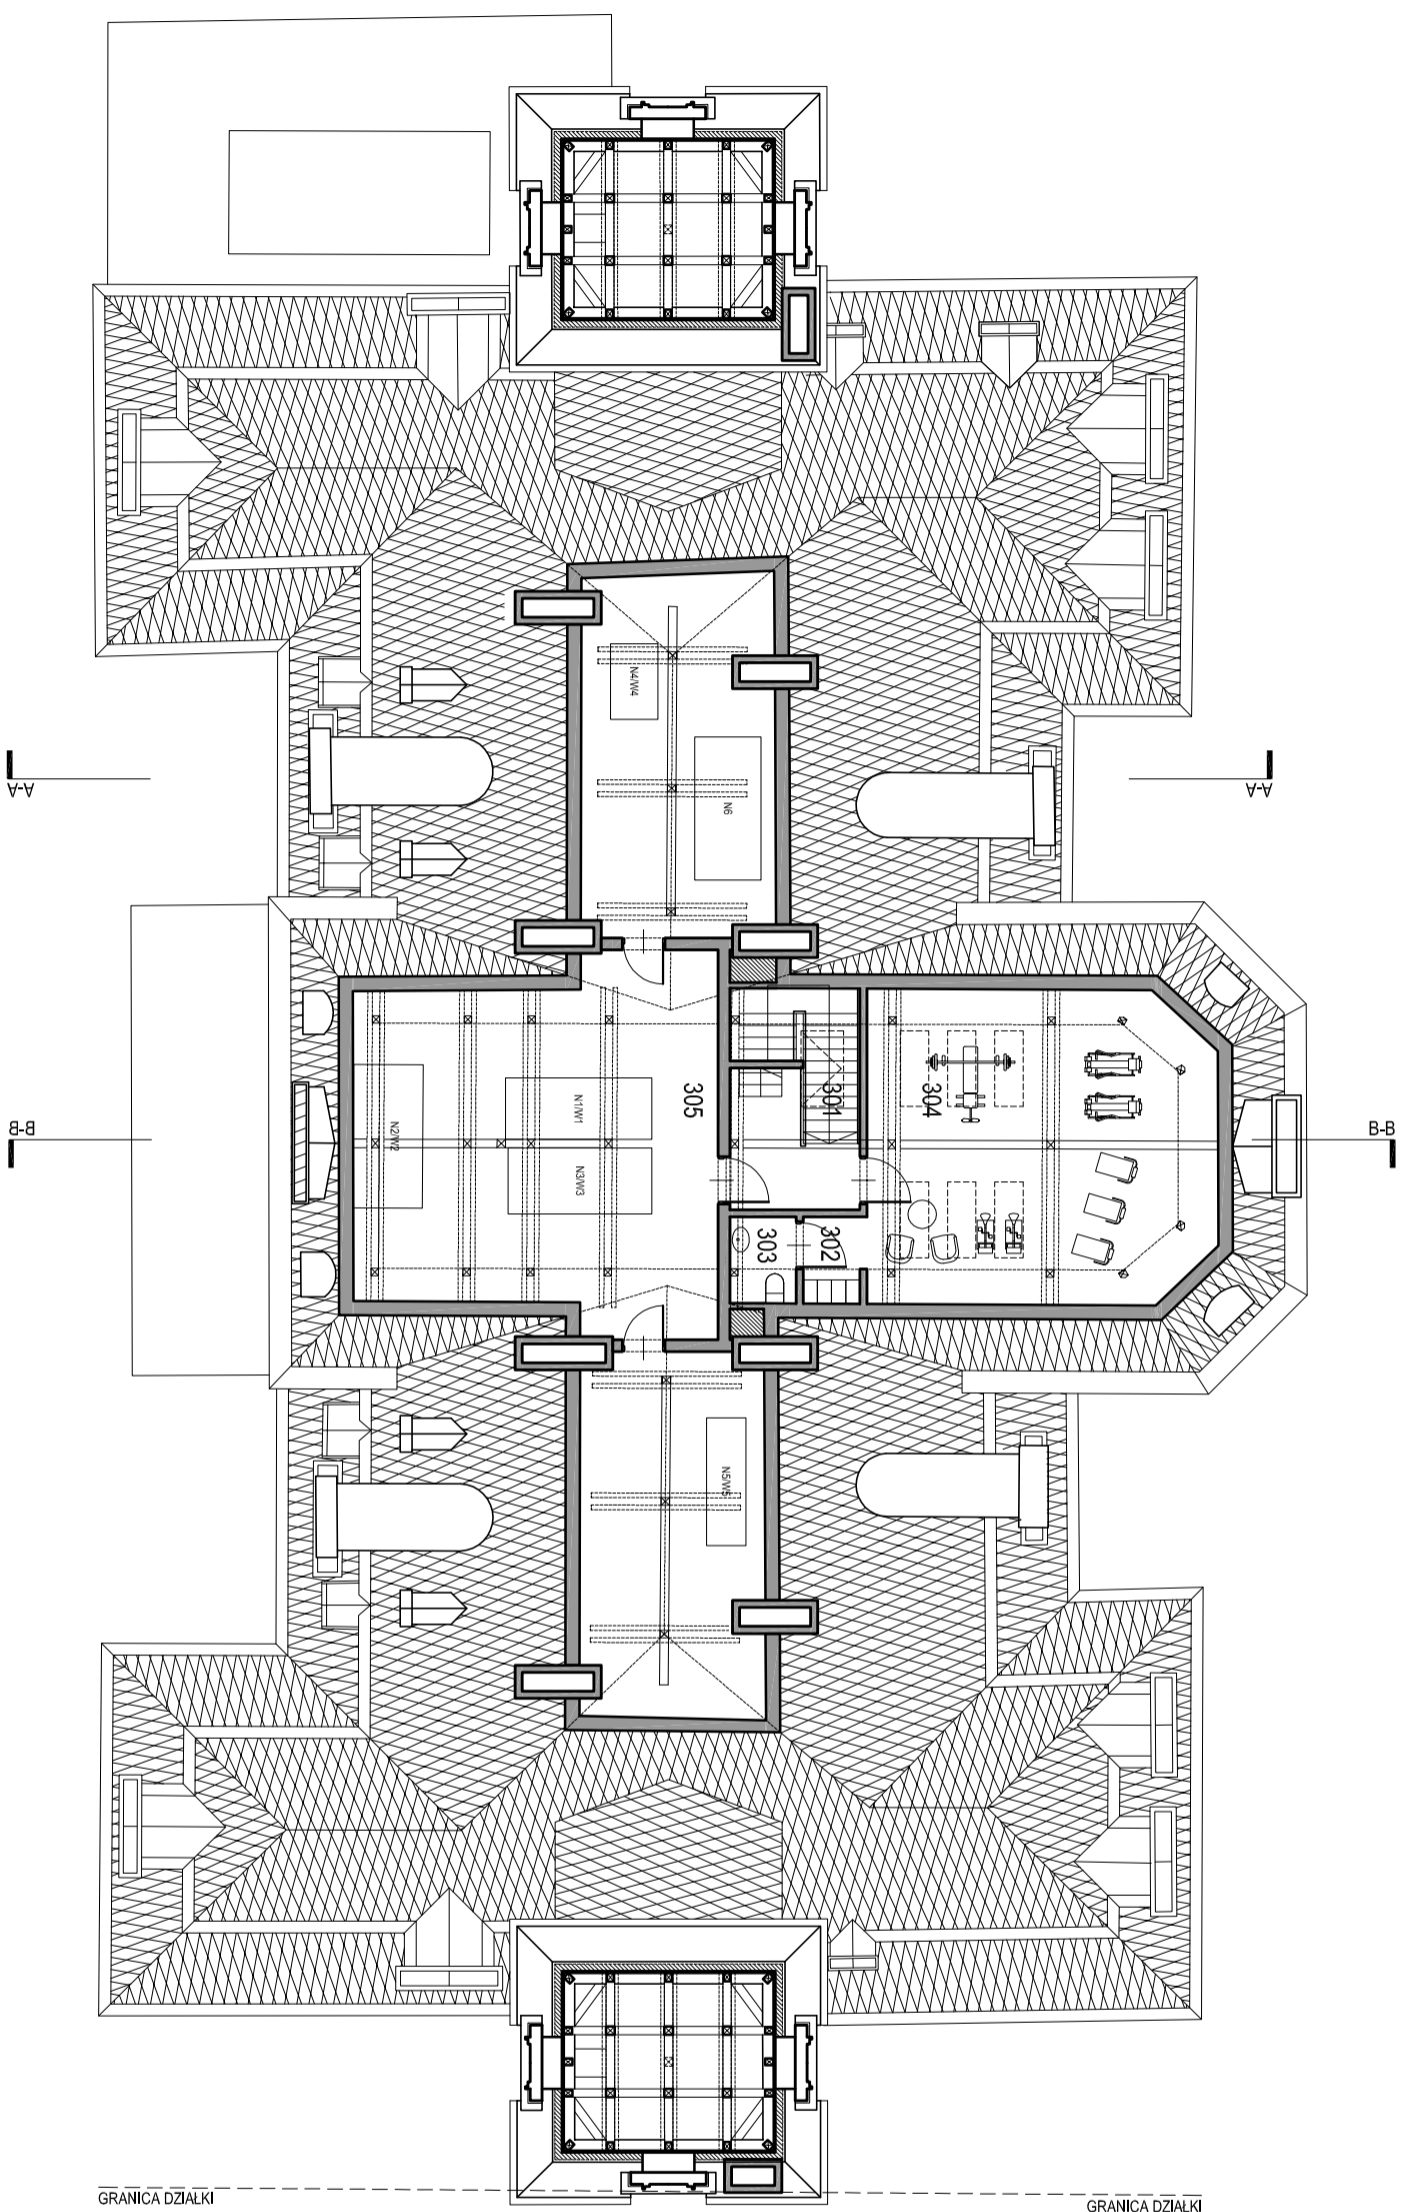 N4/W4
N6
A-A
A-A
305
301
304
N1/W1
N2/W2
N3/W3
B-B
B-B
303
302
N5/W5
GRANICA DZIAŁKI
GRANICA DZIAŁKI